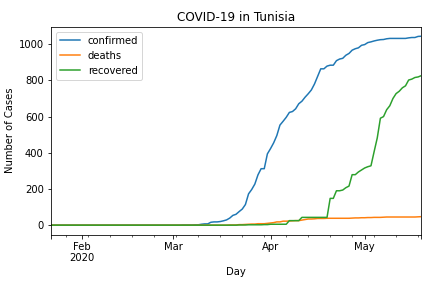 COVID-19 in Tunisia
confirmed
deaths
recovered
1000
800
600
400
200
0
Number of Cases
Feb
2020
Mar
Apr
May
Day